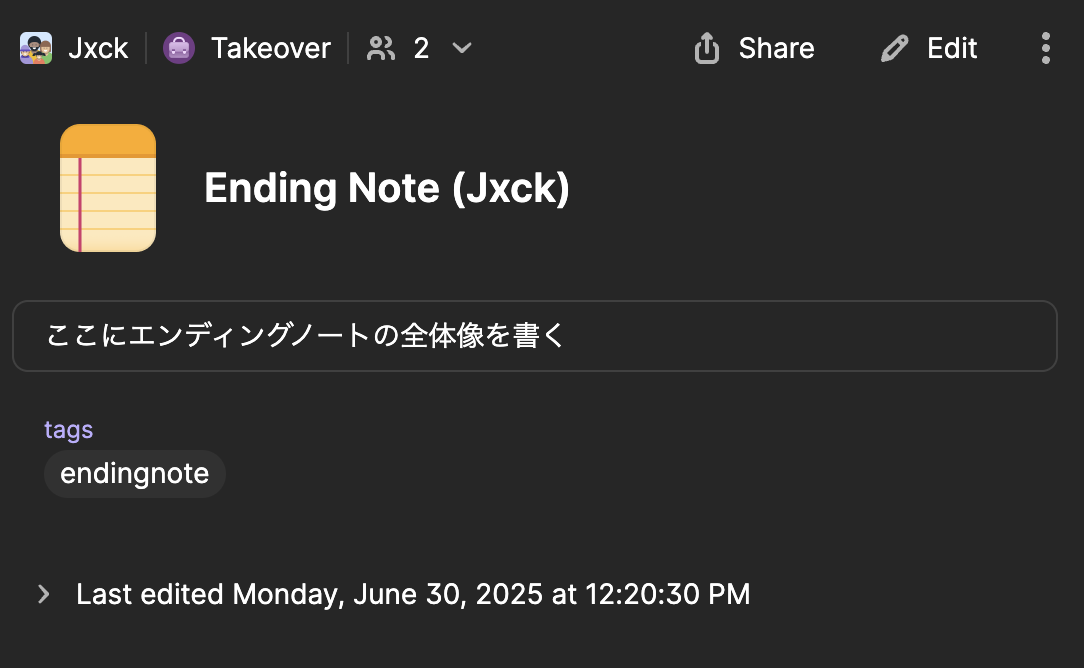 Jxck Takeover 2 Share Edit
Ending Note (Jxck)
ここにエンディングノートの全体像を書く
tags
endingnote
Last edited Monday, June 30, 2025 at 12:20:30 PM